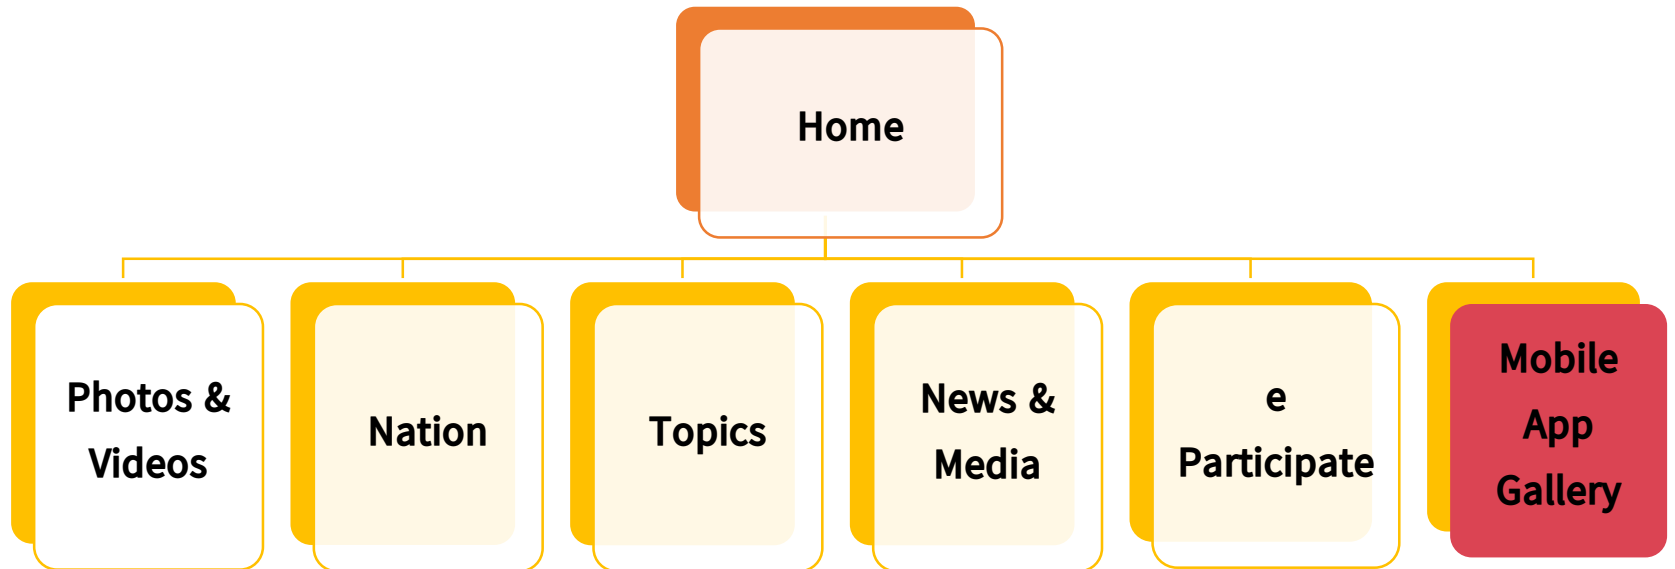 Home
Photos &
Videos
Nation
Topics
News &
Media
e
Participate
Mobile
App
Gallery